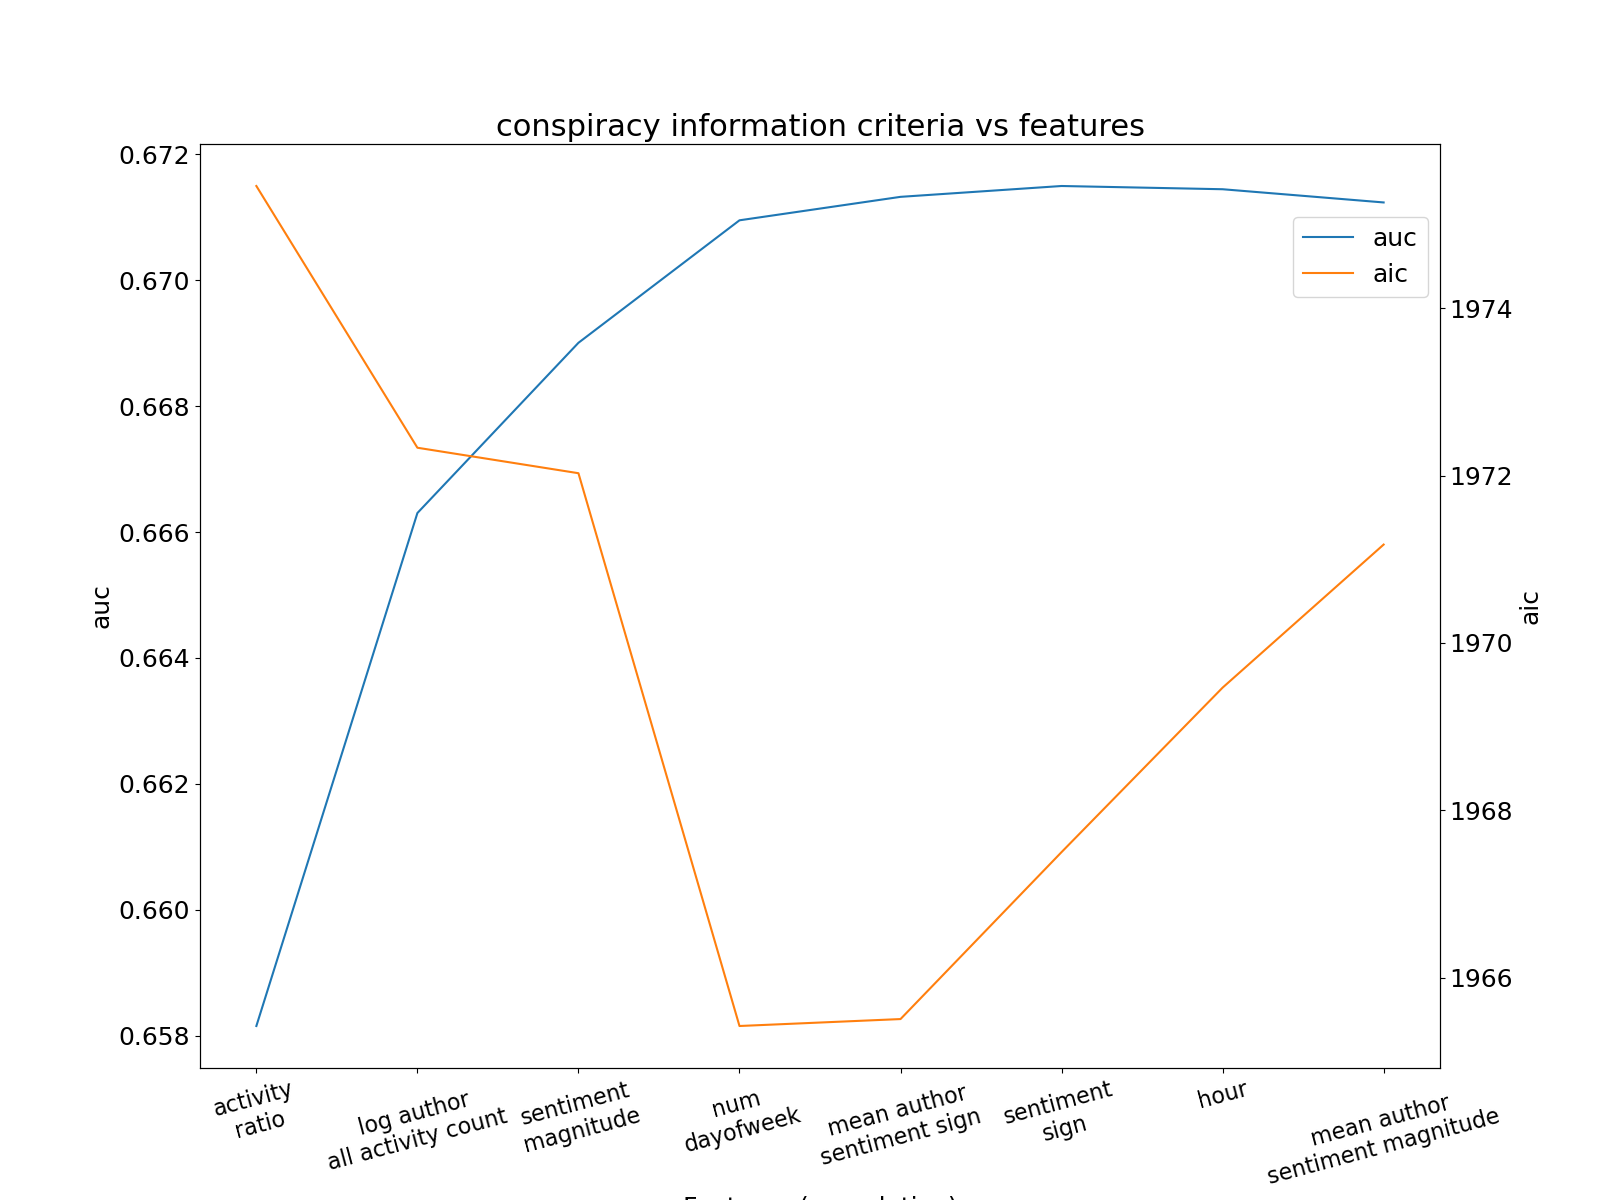 conspiracy information criteria vs features
0.672
0.670
0.668
0.666
0.664
0.662
0.660
0.658
auc
auc
aic
1974
1972
1970
1968
1966
aic
activity
ratio
log author
all activity count
sentiment
magnitude
num
dayofweek
mean author
sentiment sign
sentiment
sign
hour
mean author
sentiment magnitude